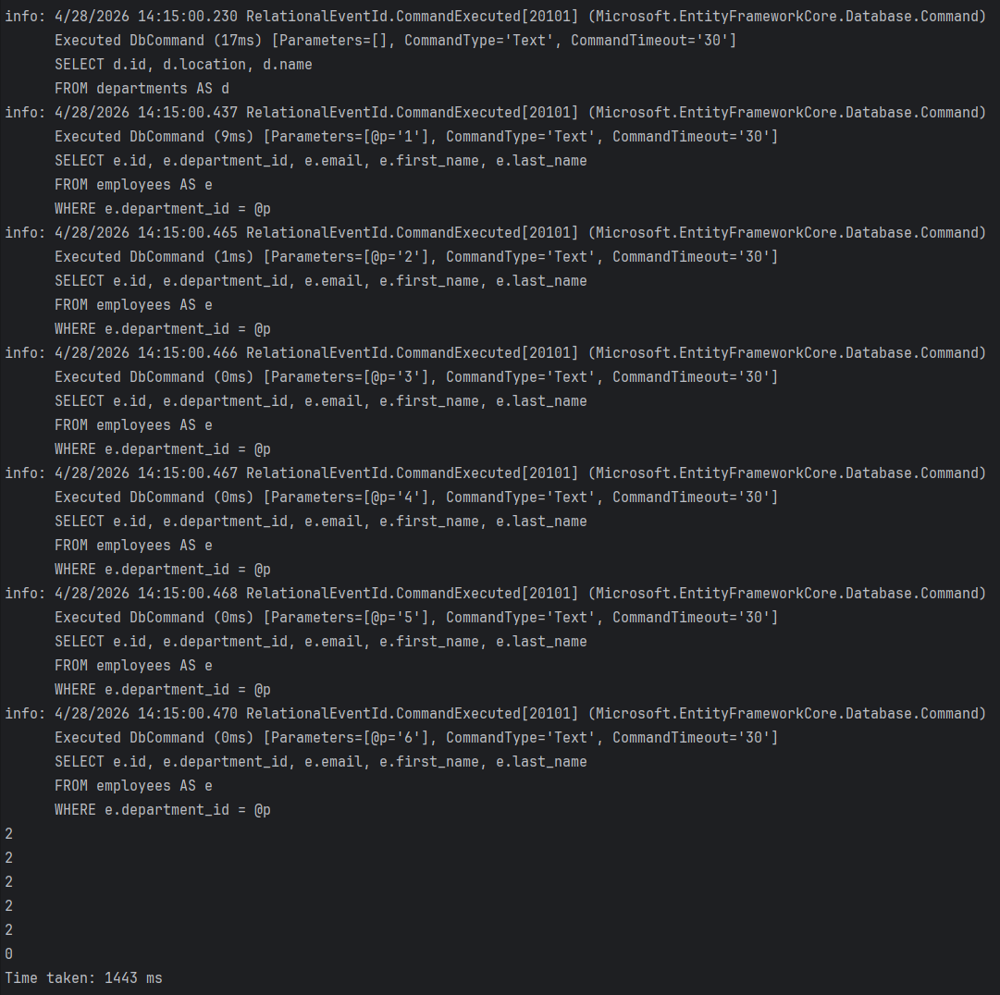 info: 4/28/2026 14:15:00.230 RelationalEventId.CommandExecuted[20101] (Microsoft.EntityFrameworkCore.Database.Command)
      Executed DbCommand (17ms) [Parameters=[], CommandType='Text', CommandTimeout='30']
      SELECT d.id, d.location, d.name
      FROM departments AS d
info: 4/28/2026 14:15:00.437 RelationalEventId.CommandExecuted[20101] (Microsoft.EntityFrameworkCore.Database.Command)
      Executed DbCommand (9ms) [Parameters=[@p='1'], CommandType='Text', CommandTimeout='30']
      SELECT e.id, e.department_id, e.email, e.first_name, e.last_name
      FROM employees AS e
      WHERE e.department_id = @p
info: 4/28/2026 14:15:00.465 RelationalEventId.CommandExecuted[20101] (Microsoft.EntityFrameworkCore.Database.Command)
      Executed DbCommand (1ms) [Parameters=[@p='2'], CommandType='Text', CommandTimeout='30']
      SELECT e.id, e.department_id, e.email, e.first_name, e.last_name
      FROM employees AS e
      WHERE e.department_id = @p
info: 4/28/2026 14:15:00.466 RelationalEventId.CommandExecuted[20101] (Microsoft.EntityFrameworkCore.Database.Command)
      Executed DbCommand (0ms) [Parameters=[@p='3'], CommandType='Text', CommandTimeout='30']
      SELECT e.id, e.department_id, e.email, e.first_name, e.last_name
      FROM employees AS e
      WHERE e.department_id = @p
info: 4/28/2026 14:15:00.467 RelationalEventId.CommandExecuted[20101] (Microsoft.EntityFrameworkCore.Database.Command)
      Executed DbCommand (0ms) [Parameters=[@p='4'], CommandType='Text', CommandTimeout='30']
      SELECT e.id, e.department_id, e.email, e.first_name, e.last_name
      FROM employees AS e
      WHERE e.department_id = @p
info: 4/28/2026 14:15:00.468 RelationalEventId.CommandExecuted[20101] (Microsoft.EntityFrameworkCore.Database.Command)
      Executed DbCommand (0ms) [Parameters=[@p='5'], CommandType='Text', CommandTimeout='30']
      SELECT e.id, e.department_id, e.email, e.first_name, e.last_name
      FROM employees AS e
      WHERE e.department_id = @p
info: 4/28/2026 14:15:00.470 RelationalEventId.CommandExecuted[20101] (Microsoft.EntityFrameworkCore.Database.Command)
      Executed DbCommand (0ms) [Parameters=[@p='6'], CommandType='Text', CommandTimeout='30']
      SELECT e.id, e.department_id, e.email, e.first_name, e.last_name
      FROM employees AS e
      WHERE e.department_id = @p
2
2
2
2
2
0
Time taken: 1443 ms